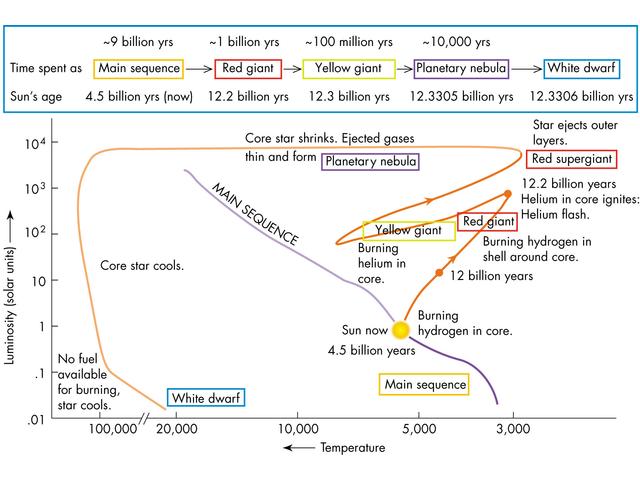 ~9 billion yrs ~1 billion yrs ~100 million yrs ~10,000 yrs
Time spent as Main sequence Red giant Yellow giant Planetary nebula White dwarf
Sun's age 4.5 billion yrs (now) 12.2 billion yrs 12.3 billion yrs 12.3305 billion yrs 12.3306 billion yrs
Star ejects outer
layers.
Red supergiant
Core star shrinks. Ejected gases
thin and form Planetary nebula
12.2 billion years
Helium in core ignites:
Helium flash.
MAIN SEQUENCE
Red giant
Yellow giant
Burning
helium in
core.
Burning hydrogen in
shell around core.
Core star cools.
12 billion years
Burning
hydrogen in core.
Sun now
4.5 billion years
Main sequence
No fuel
available
for burning,
star cools.
White dwarf
Luminosity (solar units)
10⁴
10³
10²
10
1
.1
.01
100,000 20,000 10,000 5,000 3,000
Temperature